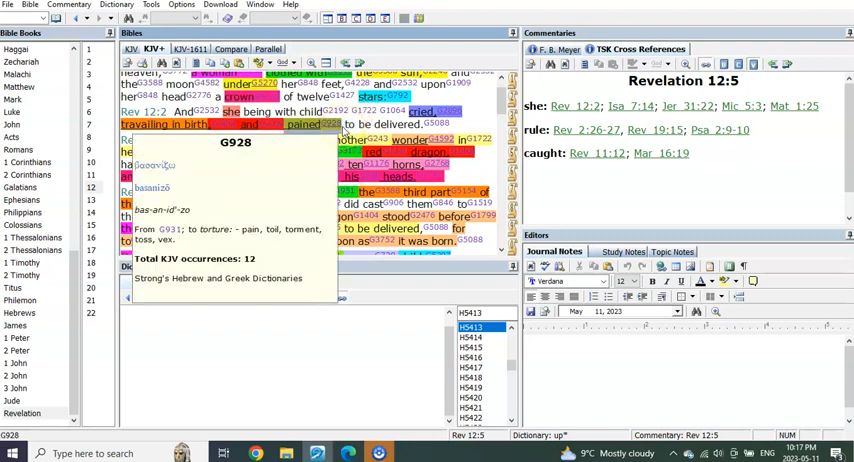 File Bible Commentary Dictionary Tools Options Download Window Help
Bible Books
Haggai
Zechariah
Malachi
Matthew
Mark
Luke
John
Acts
Romans
1 Corinthians
2 Corinthians
Galatians
Ephesians
Philippians
Colossians
1 Thessalonians
2 Thessalonians
1 Timothy
2 Timothy
Titus
Philemon
Hebrews
James
1 Peter
2 Peter
1 John
2 John
3 John
Jude
Revelation
1
2
3
4
5
6
7
8
9
10
11
12
13
14
15
16
17
18
19
20
21
22
Bibles
KJV KJV+ KJV-1611 Compare Parallel
heaven, a woman clothed with the sun, and
the G3588 moon G4582 under G5270 her feet, G4228 and G2532 upon G1909
her head G2776 a crown of twelve G1427 stars: G792
Rev 12:2 And G2532 she being with child G2192 G1722 G1064 cried,
travailing in birth, and pained G928 to be delivered. G5088
another G243 wonder G4592 in G1722
red dragon,
ten G1176 horns, G2768
his heads.
the G3588 third part G5154 of
did cast G906 them to G1519
stood G2476 before G1799
to be delivered, G5088 for
soon as G3752 it was born. G5088
G928
βασανίζω
basanizō
bas-an-id'-zo
From G931; to torture: - pain, toil, torment,
toss, vex.
Total KJV occurrences: 12
Strong's Hebrew and Greek Dictionaries
H5413
H5413
H5414
H5415
H5416
H5417
H5418
H5419
H5420
H5421
H5422
Commentaries
F. B. Meyer TSK Cross References
Revelation 12:5
she: Rev 12:2; Isa 7:14; Jer 31:22; Mic 5:3; Mat 1:25
rule: Rev 2:26-27, Rev 19:15; Psa 2:9-10
caught: Rev 11:12; Mar 16:19
Editors
Journal Notes Study Notes Topic Notes
Verdana 12 B I U A
May 11, 2023
G928
Rev 12:5 Dictionary: up* Commentary: Rev 12:5 NUM
Type here to search
9°C Mostly cloudy
ENG
10:17 PM
2023-05-11